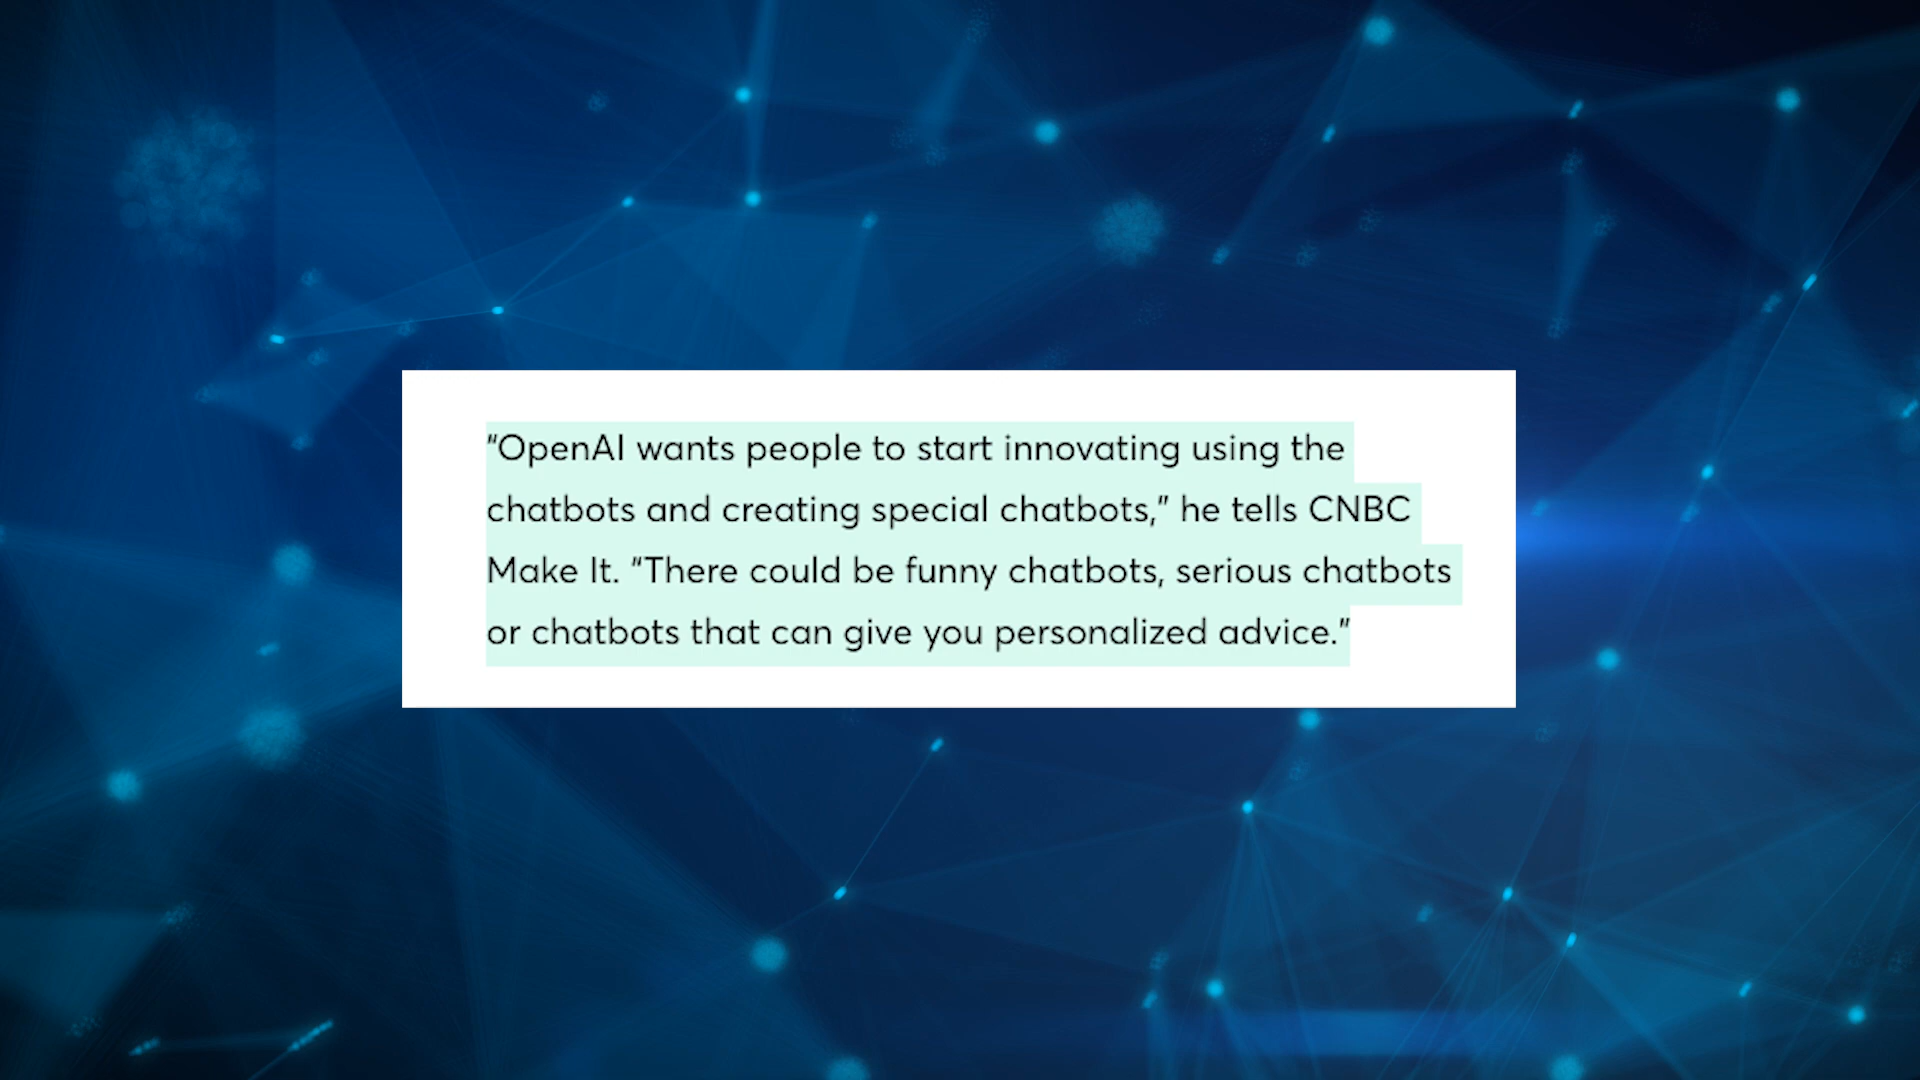 "OpenAI wants people to start innovating using the
chatbots and creating special chatbots," he tells CNBC
Make It. "There could be funny chatbots, serious chatbots
or chatbots that can give you personalized advice."